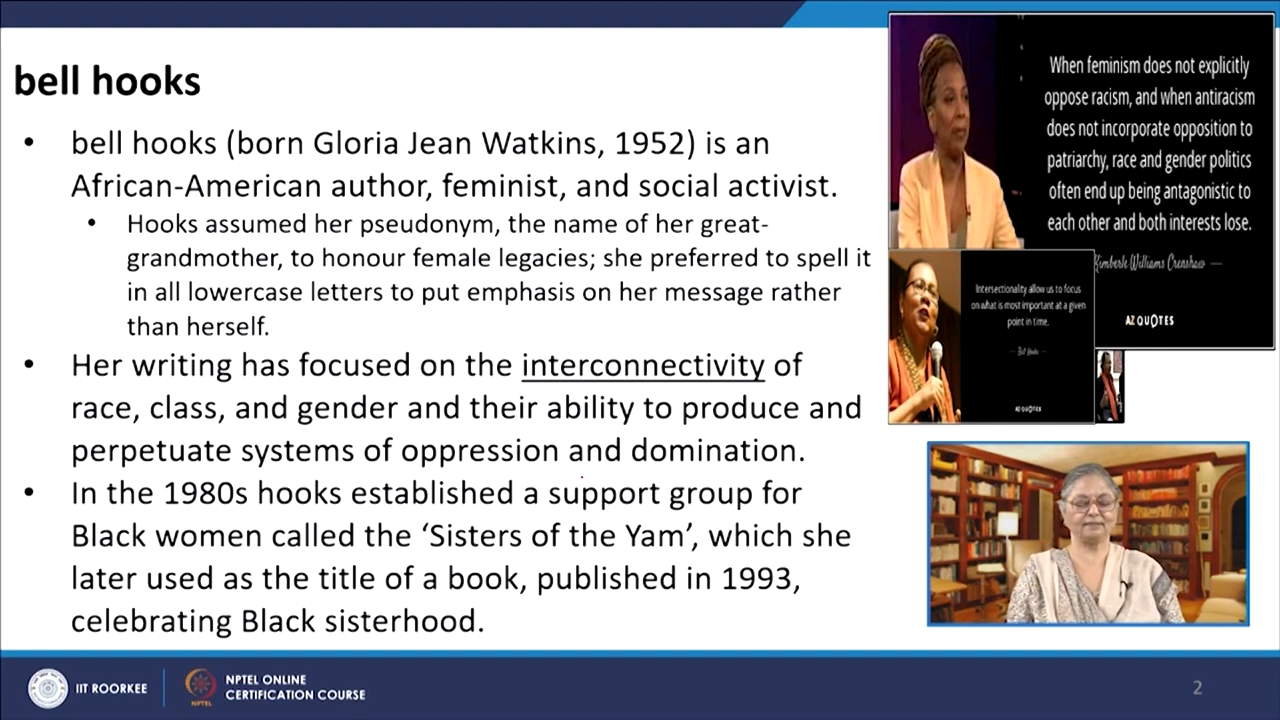 bell hooks
• bell hooks (born Gloria Jean Watkins, 1952) is an
African-American author, feminist, and social activist.
• Hooks assumed her pseudonym, the name of her great-
grandmother, to honour female legacies; she preferred to spell it
in all lowercase letters to put emphasis on her message rather
than herself.
• Her writing has focused on the interconnectivity of
race, class, and gender and their ability to produce and
perpetuate systems of oppression and domination.
• In the 1980s hooks established a support group for
Black women called the ‘Sisters of the Yam’, which she
later used as the title of a book, published in 1993,
celebrating Black sisterhood.
When feminism does not explicitly
oppose racism, and when antiracism
does not incorporate opposition to
patriarchy, race and gender politics
often end up being antagonistic to
each other and both interests lose.
Kimberle Williams Crenshaw —
AZ QUOTES
Intersectionality allow us to focus
on what is most important at a given
point in time.
— Bell Hooks —
AZ QUOTES
IIT ROORKEE
NPTEL
NPTEL ONLINE
CERTIFICATION COURSE
2